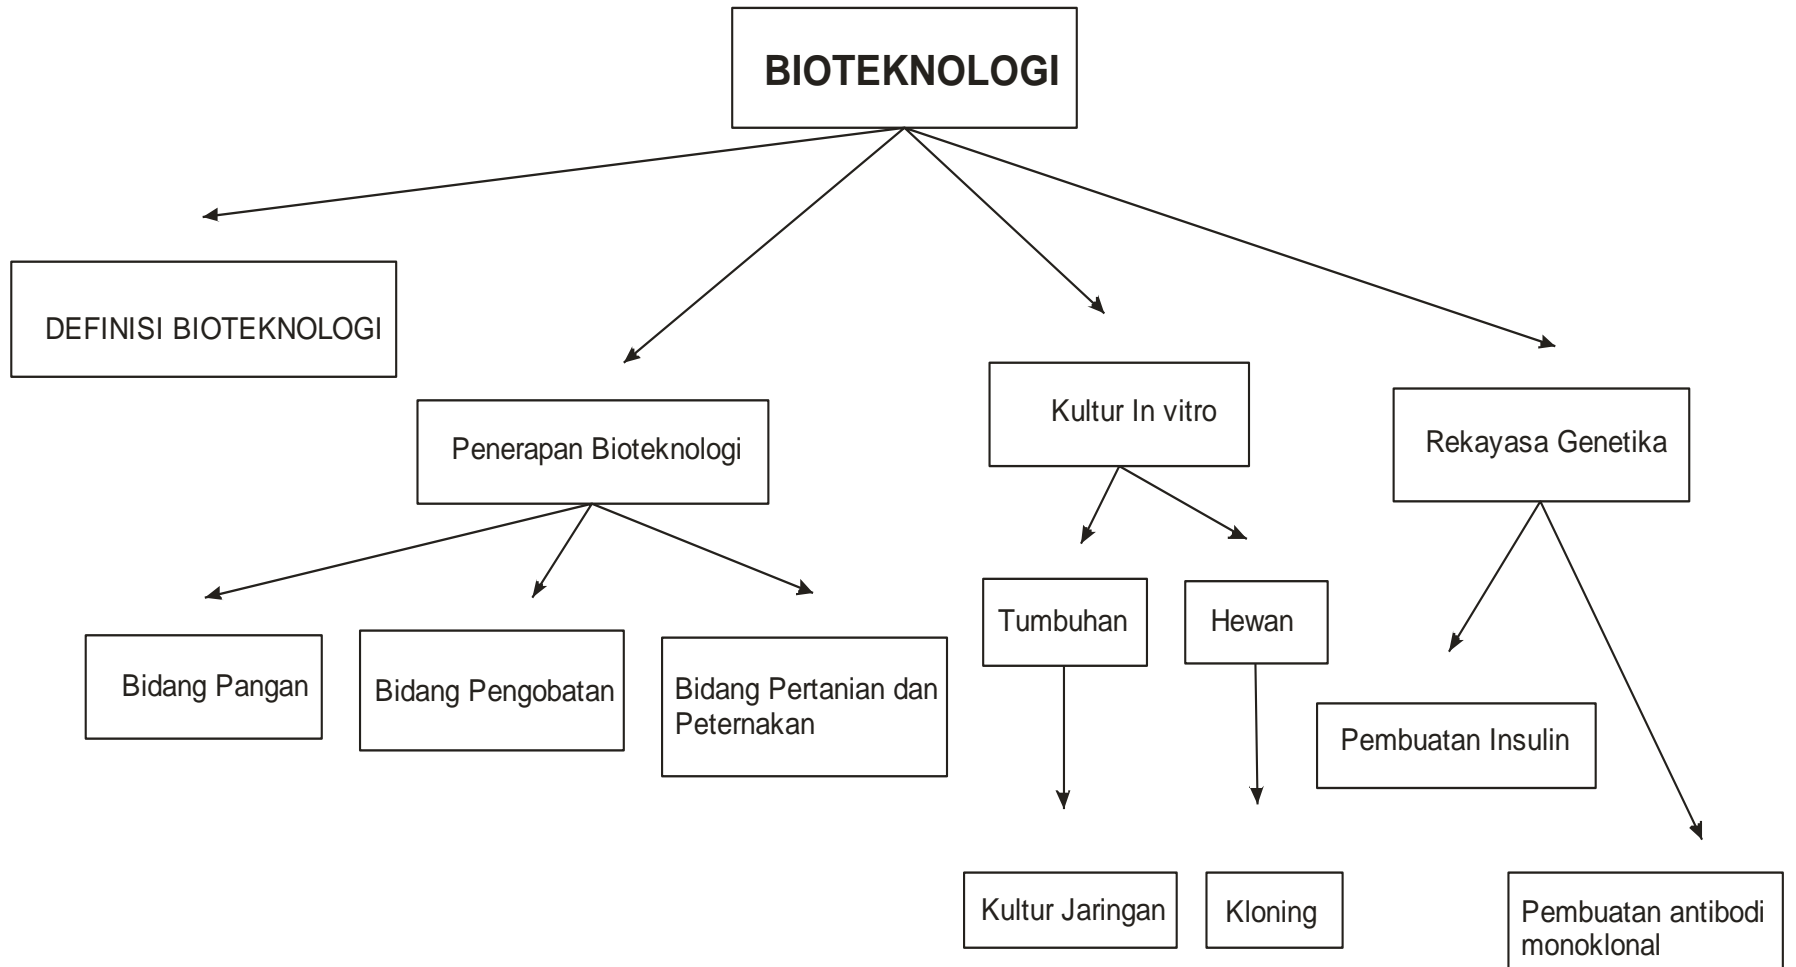 BIOTEKNOLOGI
DEFINISI BIOTEKNOLOGI
Penerapan Bioteknologi
Kultur In vitro
Rekayasa Genetika
Bidang Pangan
Bidang Pengobatan
Bidang Pertanian dan
Peternakan
Tumbuhan
Hewan
Pembuatan Insulin
Kultur Jaringan
Kloning
Pembuatan antibodi
monoklonal